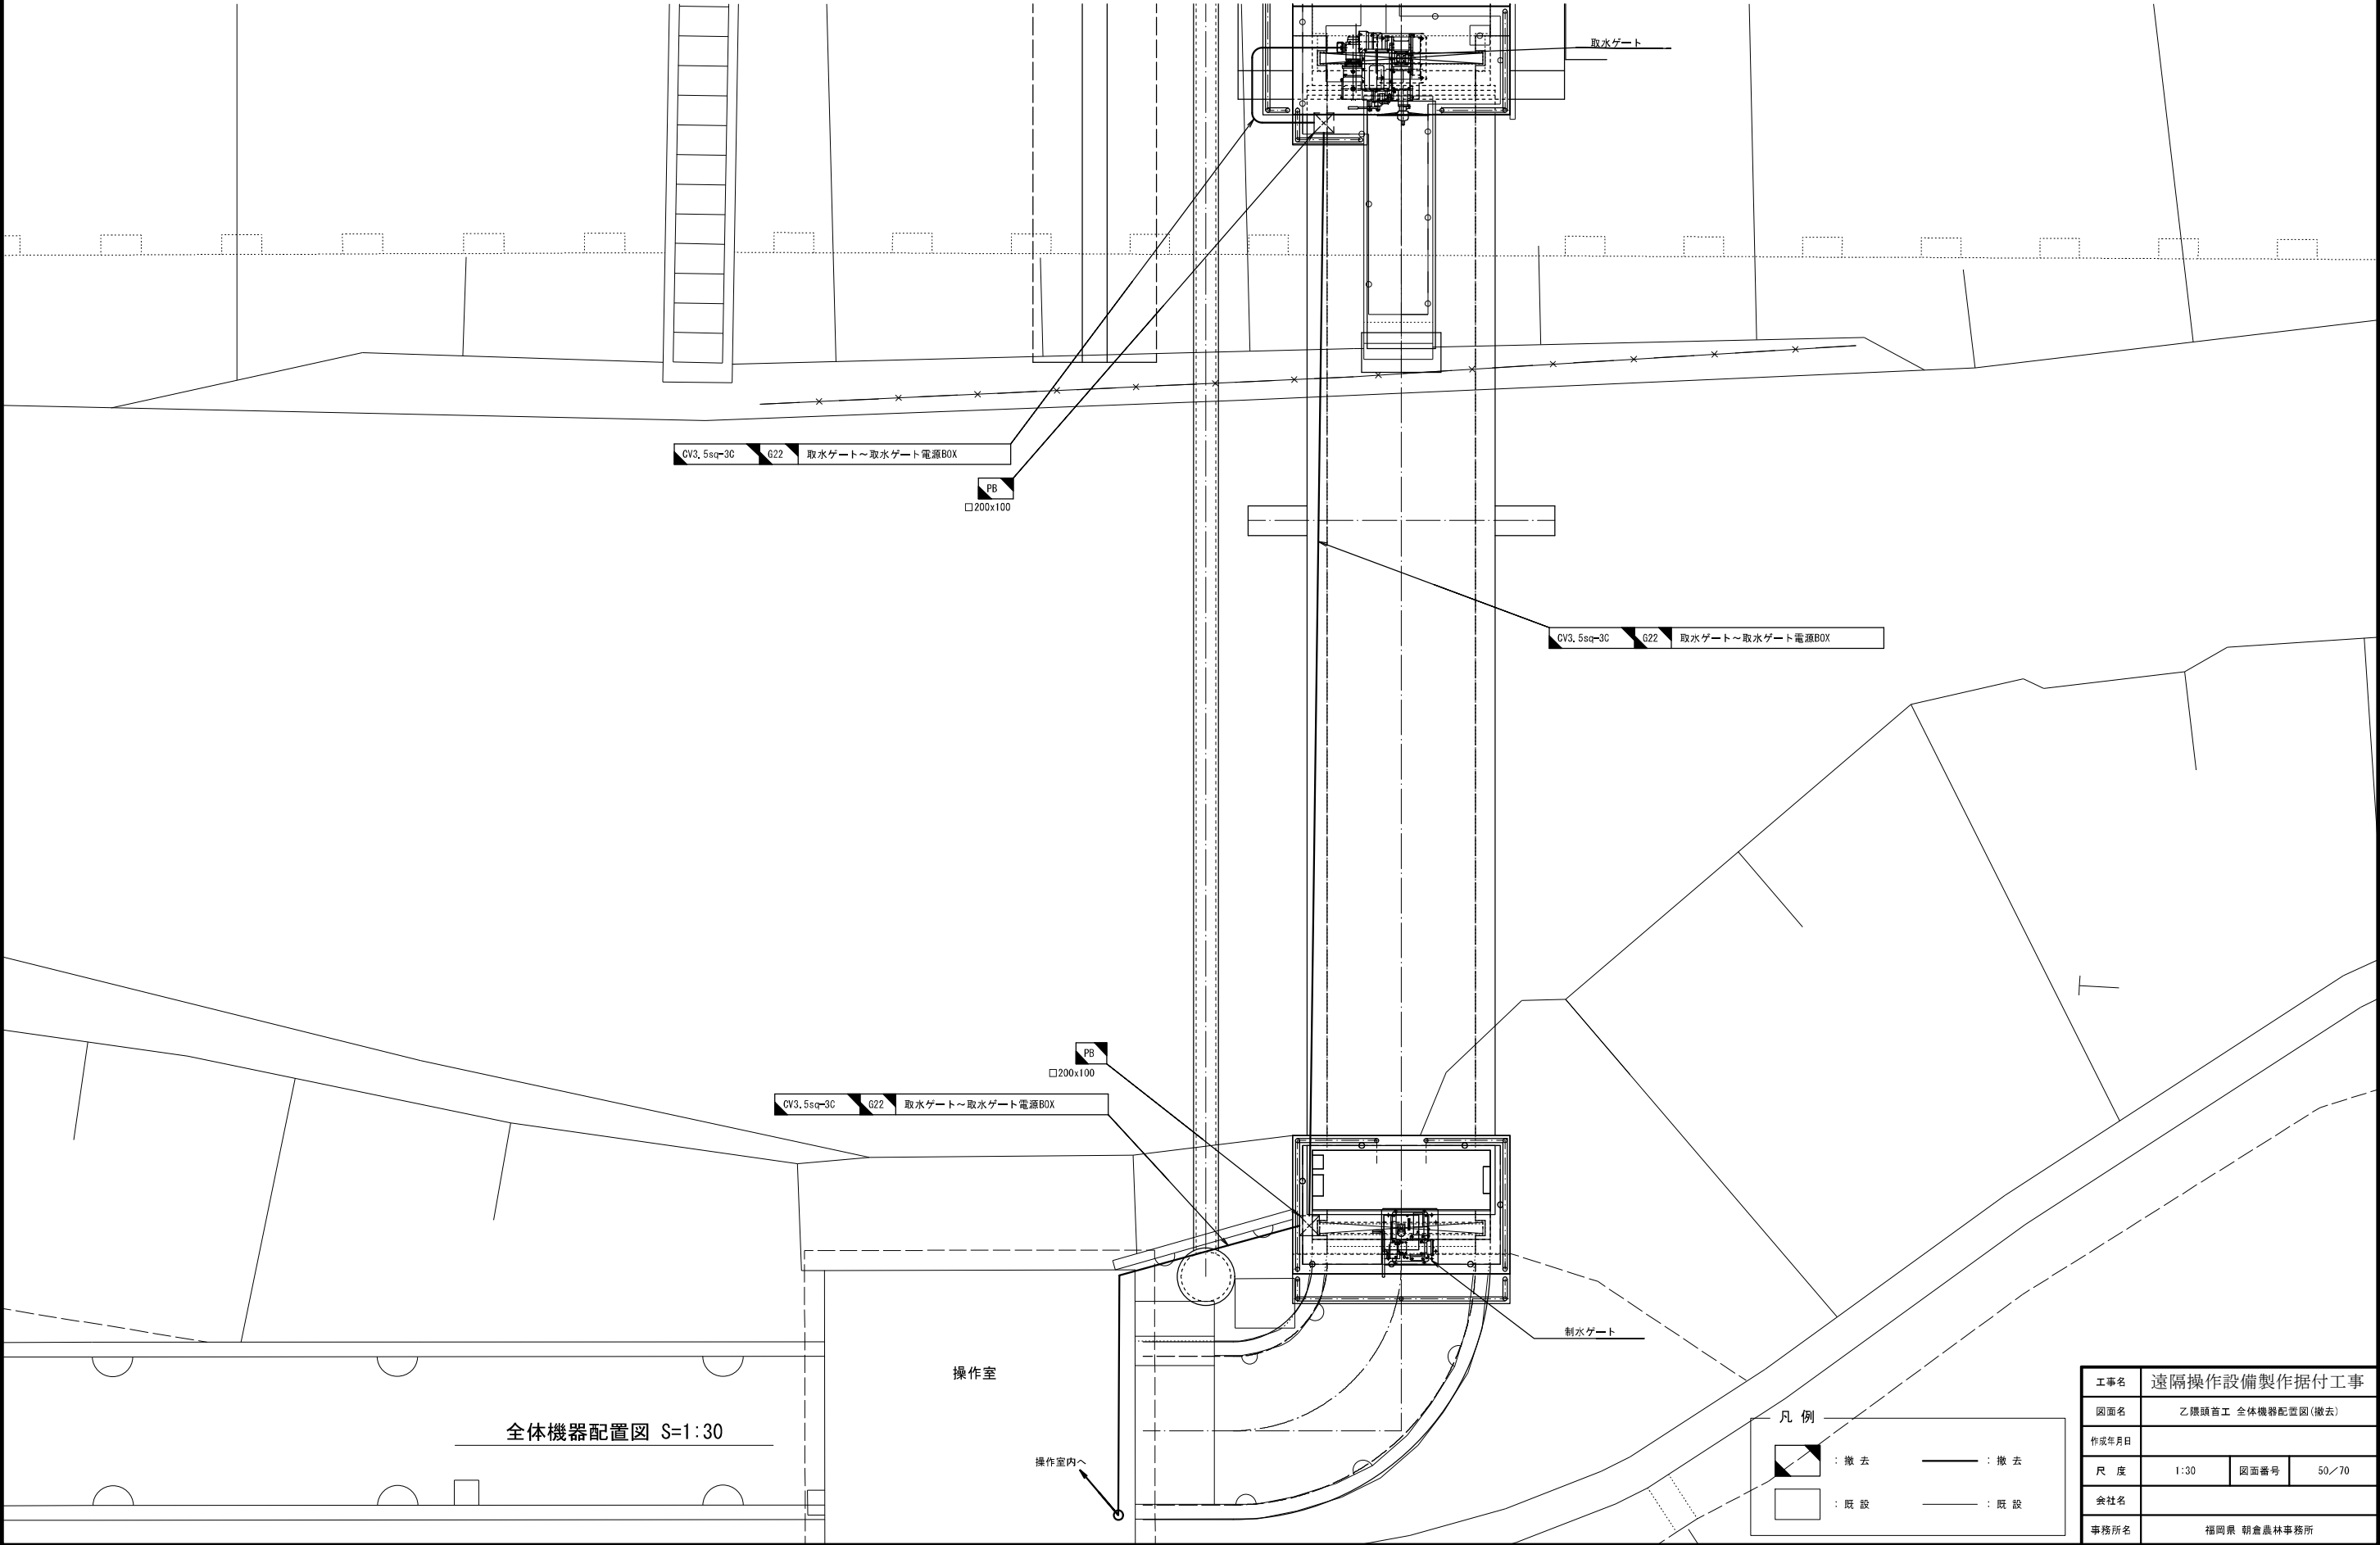 取水ゲート
CV3.5sq-3C G22 取水ゲート～取水ゲート電源BOX
PB
□200x100
CV3.5sq-3C G22 取水ゲート～取水ゲート電源BOX
PB
□200x100
CV3.5sq-3C G22 取水ゲート～取水ゲート電源BOX
制水ゲート
操作室
全体機器配置図 S=1:30
操作室内へ
凡 例
：撤 去 ：撤 去
：既 設 ：既 設
工事名 遠隔操作設備製作据付工事
図面名 乙隈頭首工 全体機器配置図(撤去)
作成年月日
尺 度 1:30 図面番号 50／70
会社名
事務所名 福岡県 朝倉農林事務所